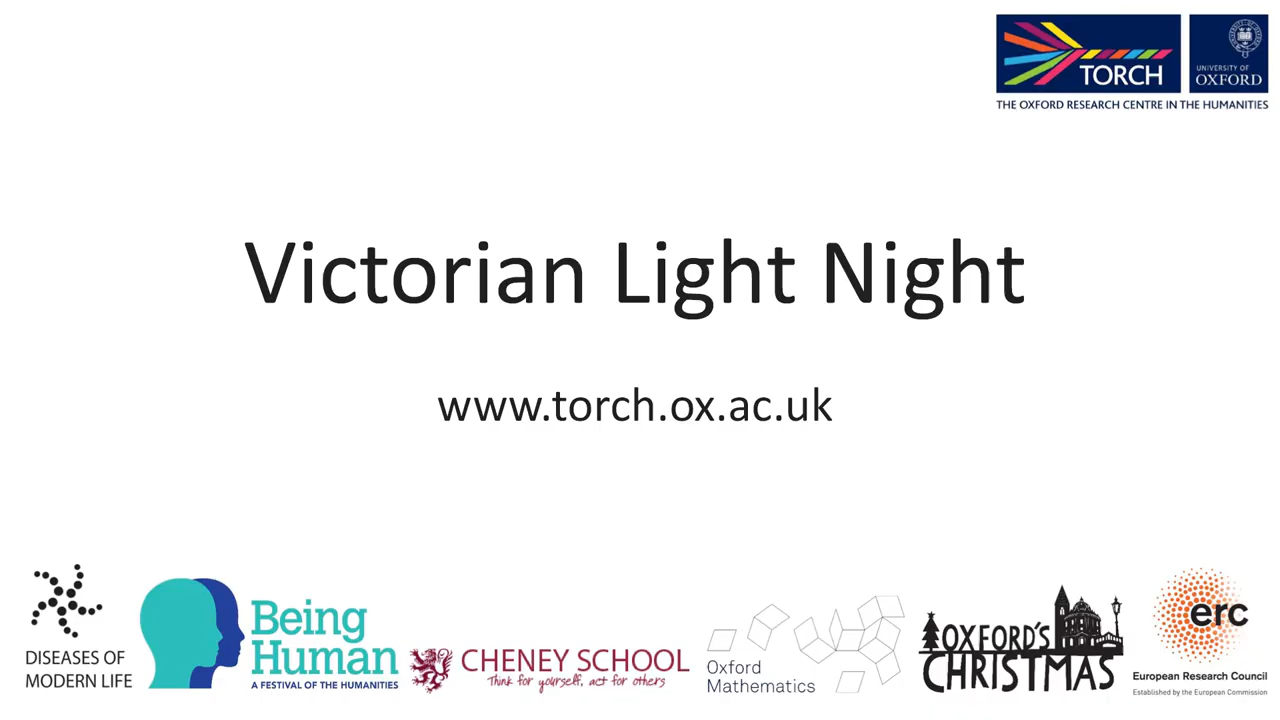 TORCH
UNIVERSITY OF
OXFORD
THE OXFORD RESEARCH CENTRE IN THE HUMANITIES
Victorian Light Night
www.torch.ox.ac.uk
DISEASES OF
MODERN LIFE
Being
Human
A FESTIVAL OF THE HUMANITIES
CHENEY SCHOOL
Think for yourself, act for others
Oxford
Mathematics
OXFORD'S
CHRISTMAS
erc
European Research Council
Established by the European Commission